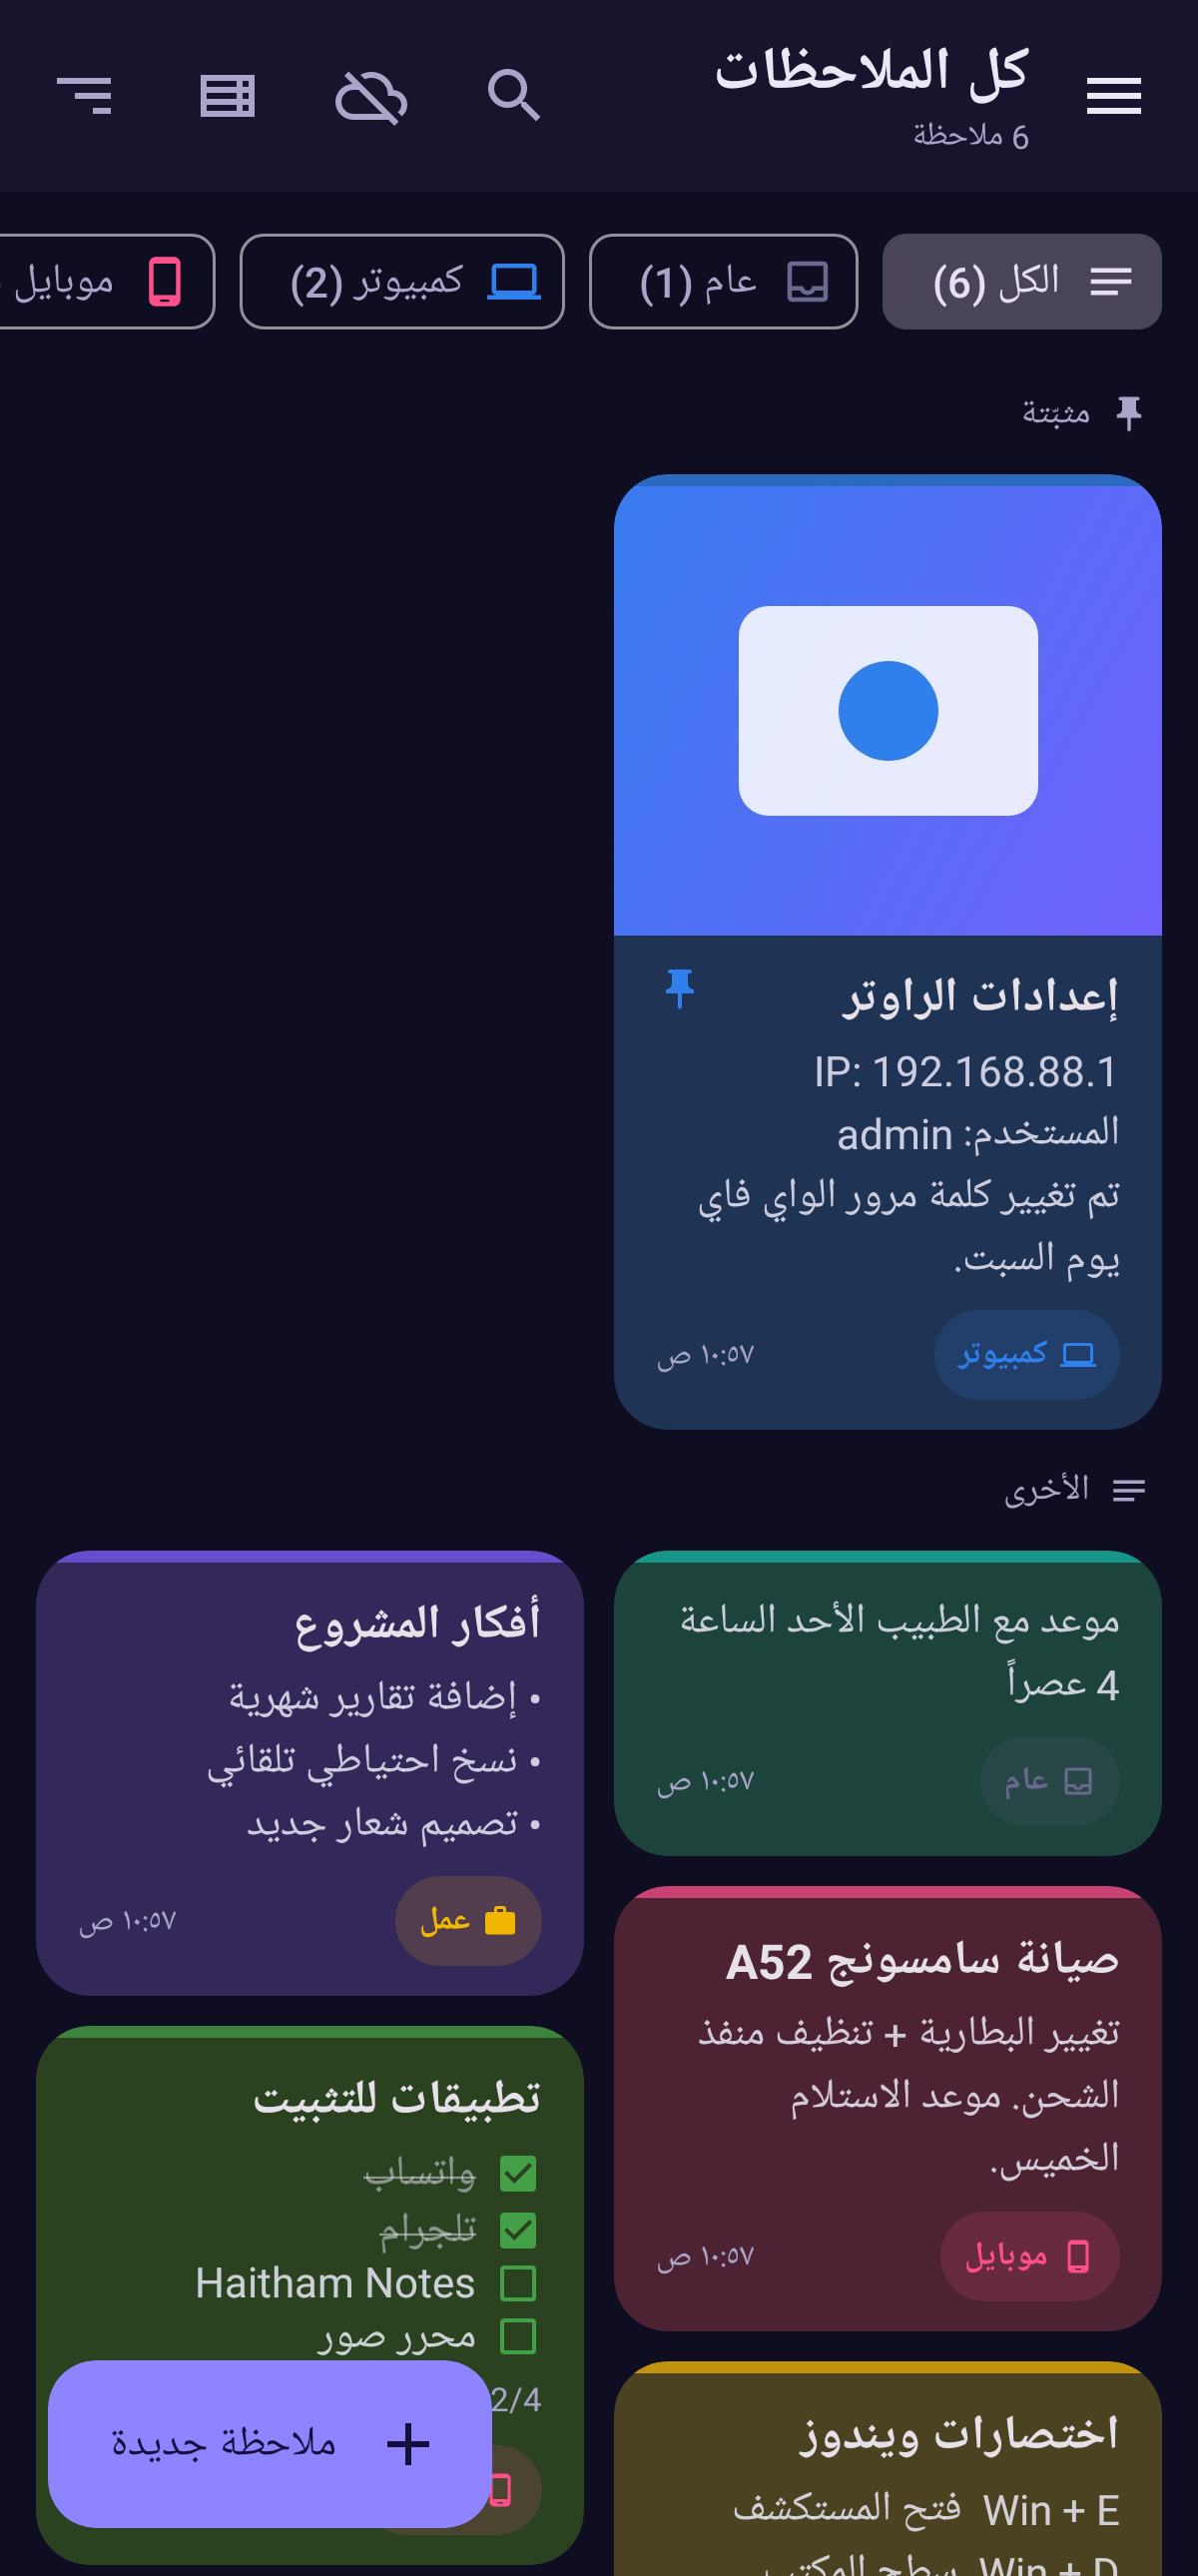 كل الملاحظات
6 ملاحظة
الكل (6)
عام (1)
كمبيوتر (2)
موبايل
مثبّتة
إعدادات الراوتر
IP: 192.168.88.1
المستخدم: admin
تم تغيير كلمة مرور الواي فاي
يوم السبت.
كمبيوتر
١٠:٥٧ ص
الأخرى
موعد مع الطبيب الأحد الساعة
4 عصراً
عام
١٠:٥٧ ص
أفكار المشروع
• إضافة تقارير شهرية
• نسخ احتياطي تلقائي
• تصميم شعار جديد
عمل
١٠:٥٧ ص
صيانة سامسونج A52
تغيير البطارية + تنظيف منفذ
الشحن. موعد الاستلام
الخميس.
موبايل
١٠:٥٧ ص
تطبيقات للتثبيت
واتساب
تلجرام
Haitham Notes
محرر صور
2/4
اختصارات ويندوز
Win + E فتح المستكشف
Win + D سطح المكتب
ملاحظة جديدة